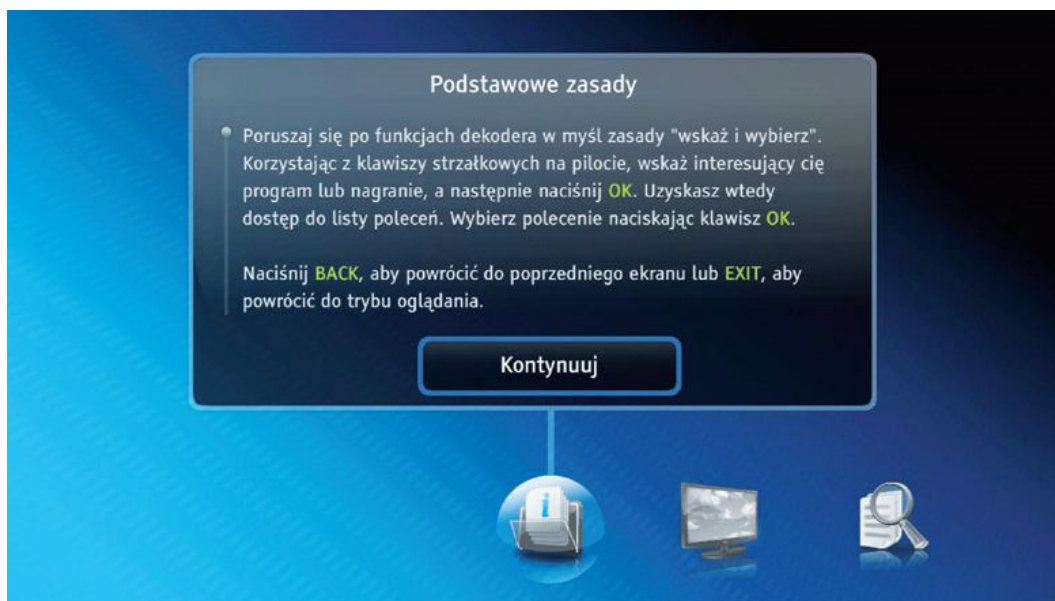 Podstawowe zasady
Poruszaj się po funkcjach dekodera w myśl zasady "wskaż i wybierz".
Korzystając z klawiszy strzałkowych na pilocie, wskaż interesujący cię
program lub nagranie, a następnie naciśnij OK. Uzyskasz wtedy
dostęp do listy poleceń. Wybierz polecenie naciskając klawisz OK.
Naciśnij BACK, aby powrócić do poprzedniego ekranu lub EXIT, aby
powrócić do trybu oglądania.
Kontynuuj
i